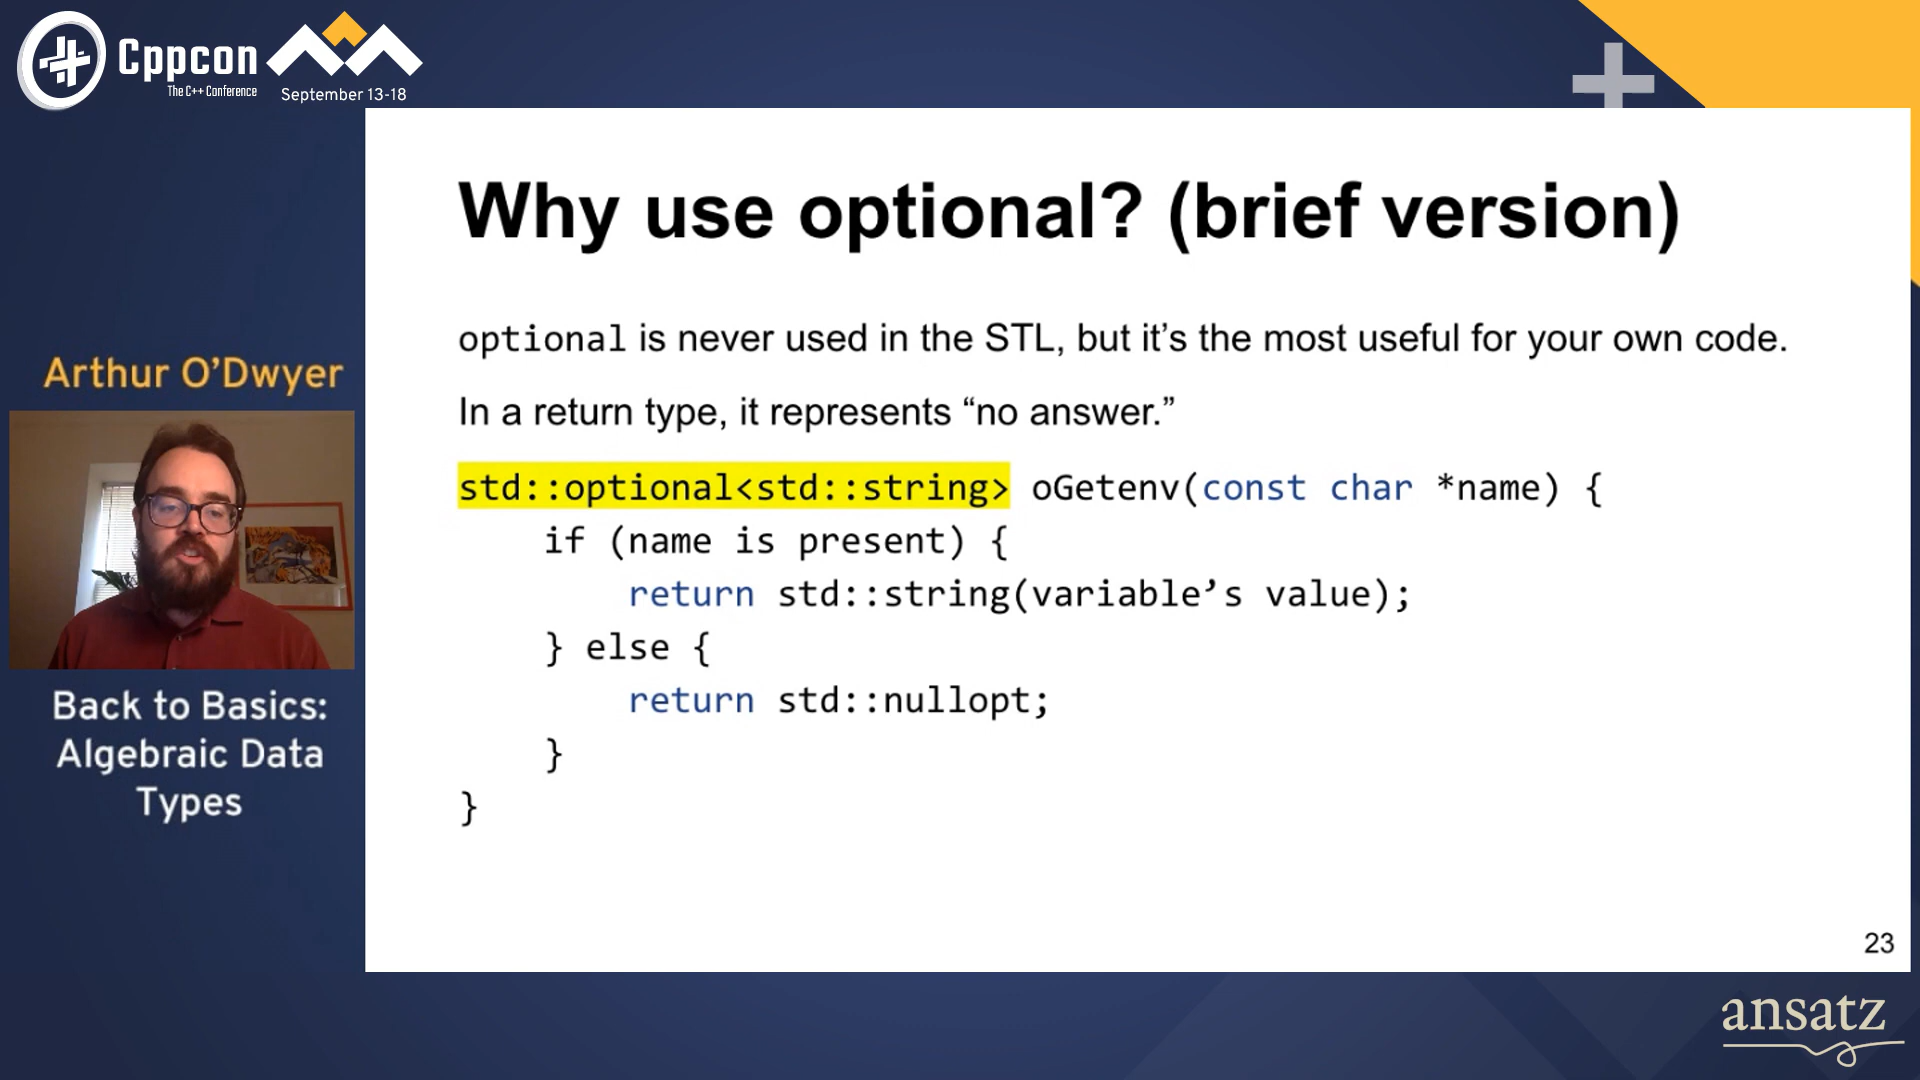 Cppcon
The C++ Conference
September 13-18
Arthur O’Dwyer
Back to Basics:
Algebraic Data
Types
Why use optional? (brief version)
optional is never used in the STL, but it’s the most useful for your own code.
In a return type, it represents “no answer.”
std::optional<std::string> oGetenv(const char *name) {
    if (name is present) {
        return std::string(variable’s value);
    } else {
        return std::nullopt;
    }
}
23
ansatz